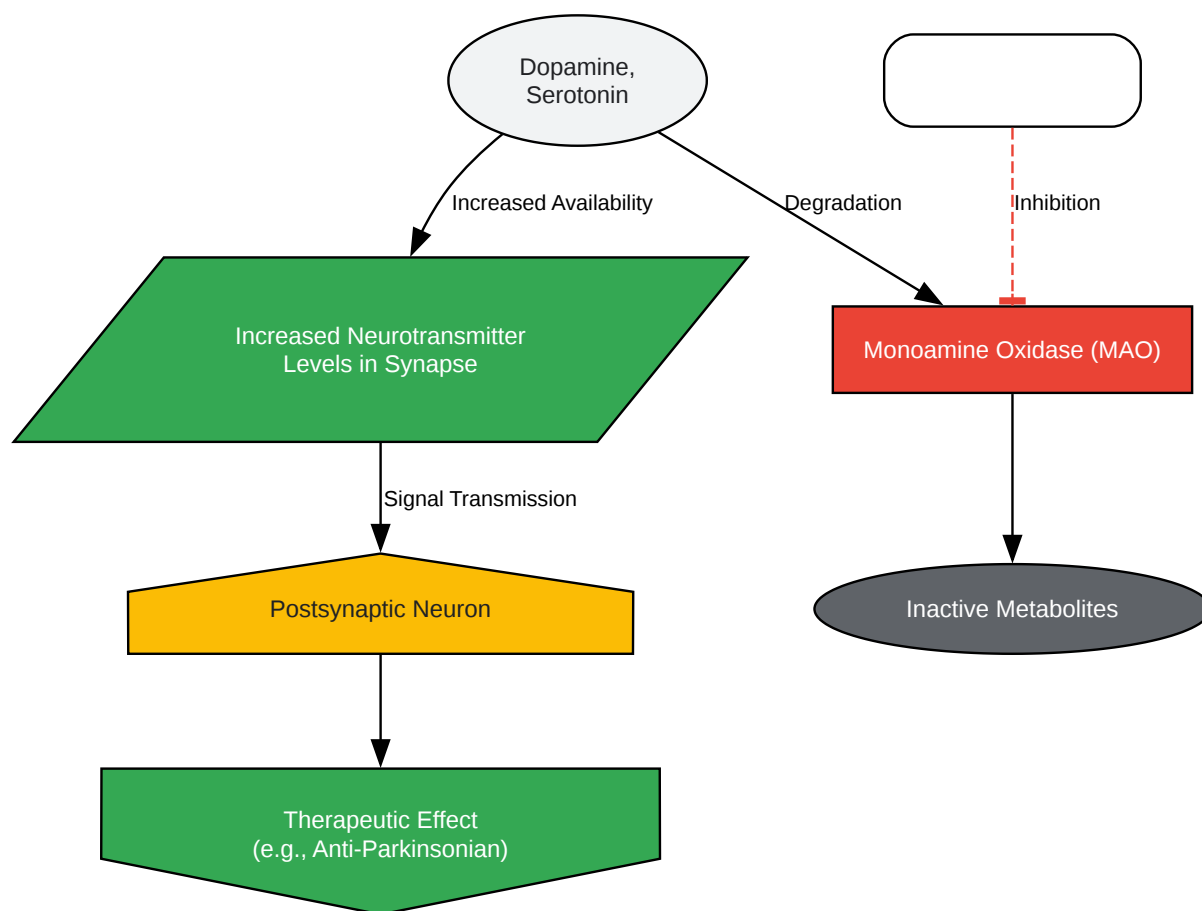 Dopamine,
Serotonin
Increased Availability
Degradation
Inhibition
Increased Neurotransmitter
Levels in Synapse
Monoamine Oxidase (MAO)
Signal Transmission
Postsynaptic Neuron
Inactive Metabolites
Therapeutic Effect
(e.g., Anti-Parkinsonian)